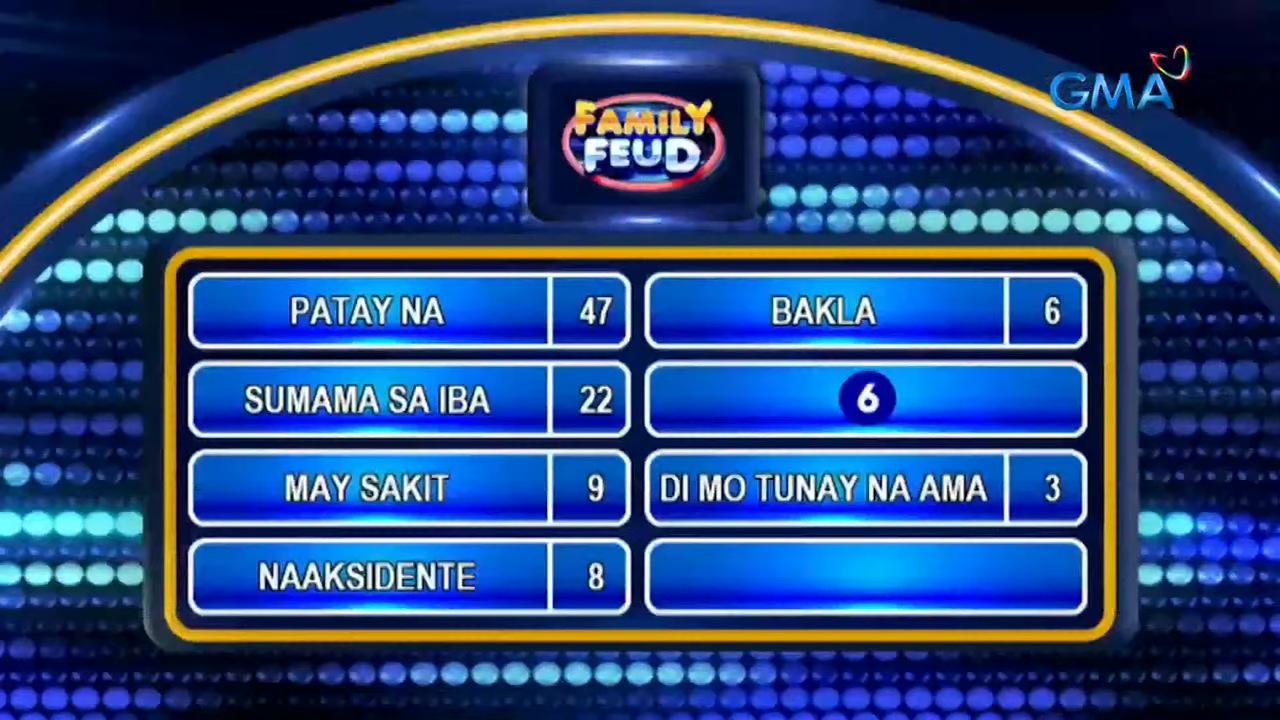 GMA
FAMILY
FEUD
PATAY NA 47
SUMAMA SA IBA 22
MAY SAKIT 9
NAAKSIDENTE 8
BAKLA 6
6
DI MO TUNAY NA AMA 3